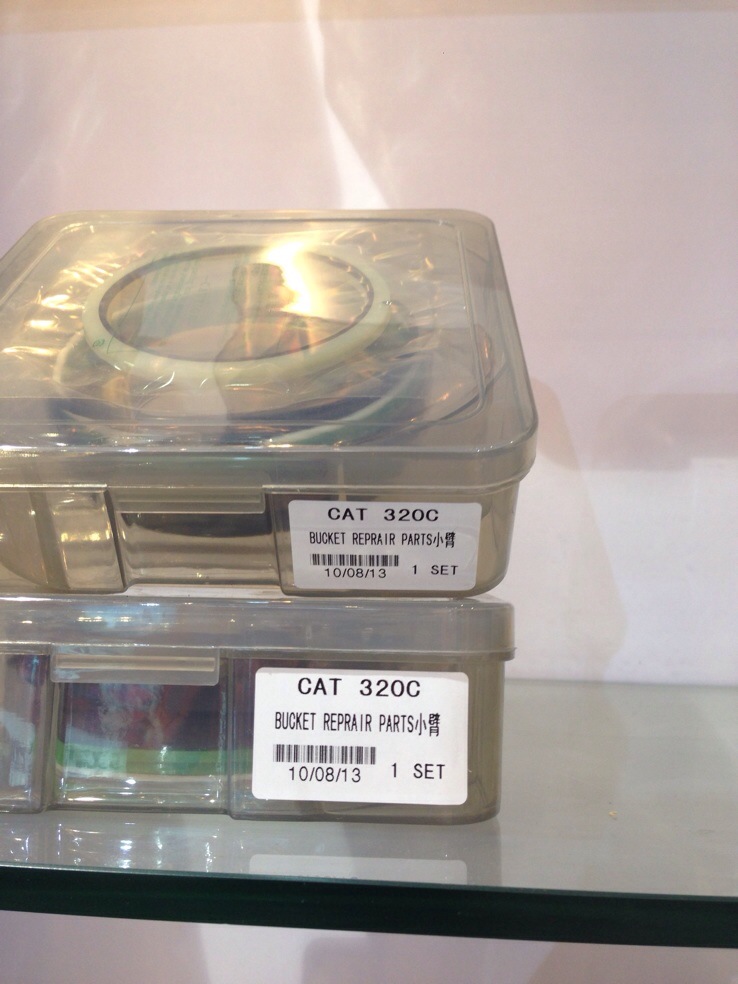 CAT 320C
BUCKET REPRAIR PARTS小臂
10/08/13 1 SET
CAT 320C
BUCKET REPRAIR PARTS小臂
10/08/13 1 SET